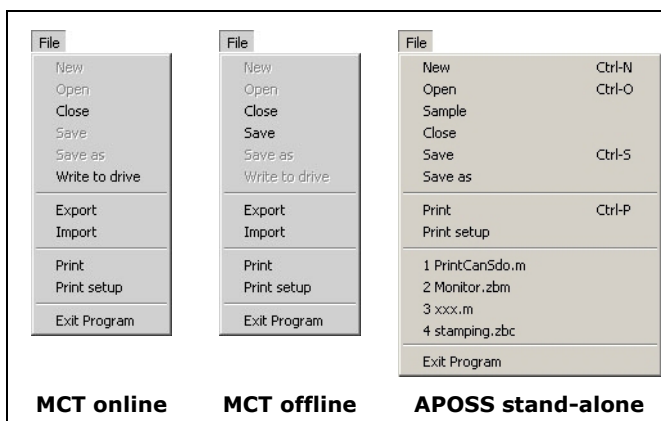 File
New
Open
Close
Save
Save as
Write to drive
Export
Import
Print
Print setup
Exit Program
MCT online
File
New
Open
Close
Save
Save as
Write to drive
Export
Import
Print
Print setup
Exit Program
MCT offline
File
New Ctrl-N
Open Ctrl-O
Sample
Close
Save Ctrl-S
Save as
Print Ctrl-P
Print setup
1 PrintCanSdo.m
2 Monitor.zbm
3 xxx.m
4 stamping.zbc
Exit Program
APOSS stand-alone